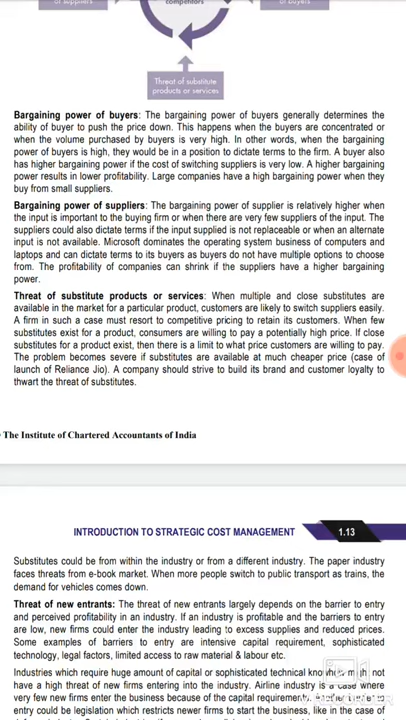 of suppliers
competitors
of buyers
Threat of substitute
products or services
Bargaining power of buyers: The bargaining power of buyers generally determines the
ability of buyer to push the price down. This happens when the buyers are concentrated or
when the volume purchased by buyers is very high. In other words, when the bargaining
power of buyers is high, they would be in a position to dictate terms to the firm. A buyer also
has higher bargaining power if the cost of switching suppliers is very low. A higher bargaining
power results in lower profitability. Large companies have a high bargaining power when they
buy from small suppliers.
Bargaining power of suppliers: The bargaining power of supplier is relatively higher when
the input is important to the buying firm or when there are very few suppliers of the input. The
suppliers could also dictate terms if the input supplied is not replaceable or when an alternate
input is not available. Microsoft dominates the operating system business of computers and
laptops and can dictate terms to its buyers as buyers do not have multiple options to choose
from. The profitability of companies can shrink if the suppliers have a higher bargaining
power.
Threat of substitute products or services: When multiple and close substitutes are
available in the market for a particular product, customers are likely to switch suppliers easily.
A firm in such a case must resort to competitive pricing to retain its customers. When few
substitutes exist for a product, consumers are willing to pay a potentially high price. If close
substitutes for a product exist, then there is a limit to what price customers are willing to pay.
The problem becomes severe if substitutes are available at much cheaper price (case of
launch of Reliance Jio). A company should strive to build its brand and customer loyalty to
thwart the threat of substitutes.
The Institute of Chartered Accountants of India
INTRODUCTION TO STRATEGIC COST MANAGEMENT 1.13
Substitutes could be from within the industry or from a different industry. The paper industry
faces threats from e-book market. When more people switch to public transport as trains, the
demand for vehicles comes down.
Threat of new entrants: The threat of new entrants largely depends on the barrier to entry
and perceived profitability in an industry. If an industry is profitable and the barriers to entry
are low, new firms could enter the industry leading to excess supplies and reduced prices.
Some examples of barriers to entry are intensive capital requirement, sophisticated
technology, legal factors, limited access to raw material & labour etc.
Industries which require huge amount of capital or sophisticated technical know how might not
have a high threat of new firms entering into the industry. Airline industry is a case where
very few new firms enter the business because of the capital requirements. Another barrier to
entry could be legislation which restricts newer firms to start the business, like in the case of